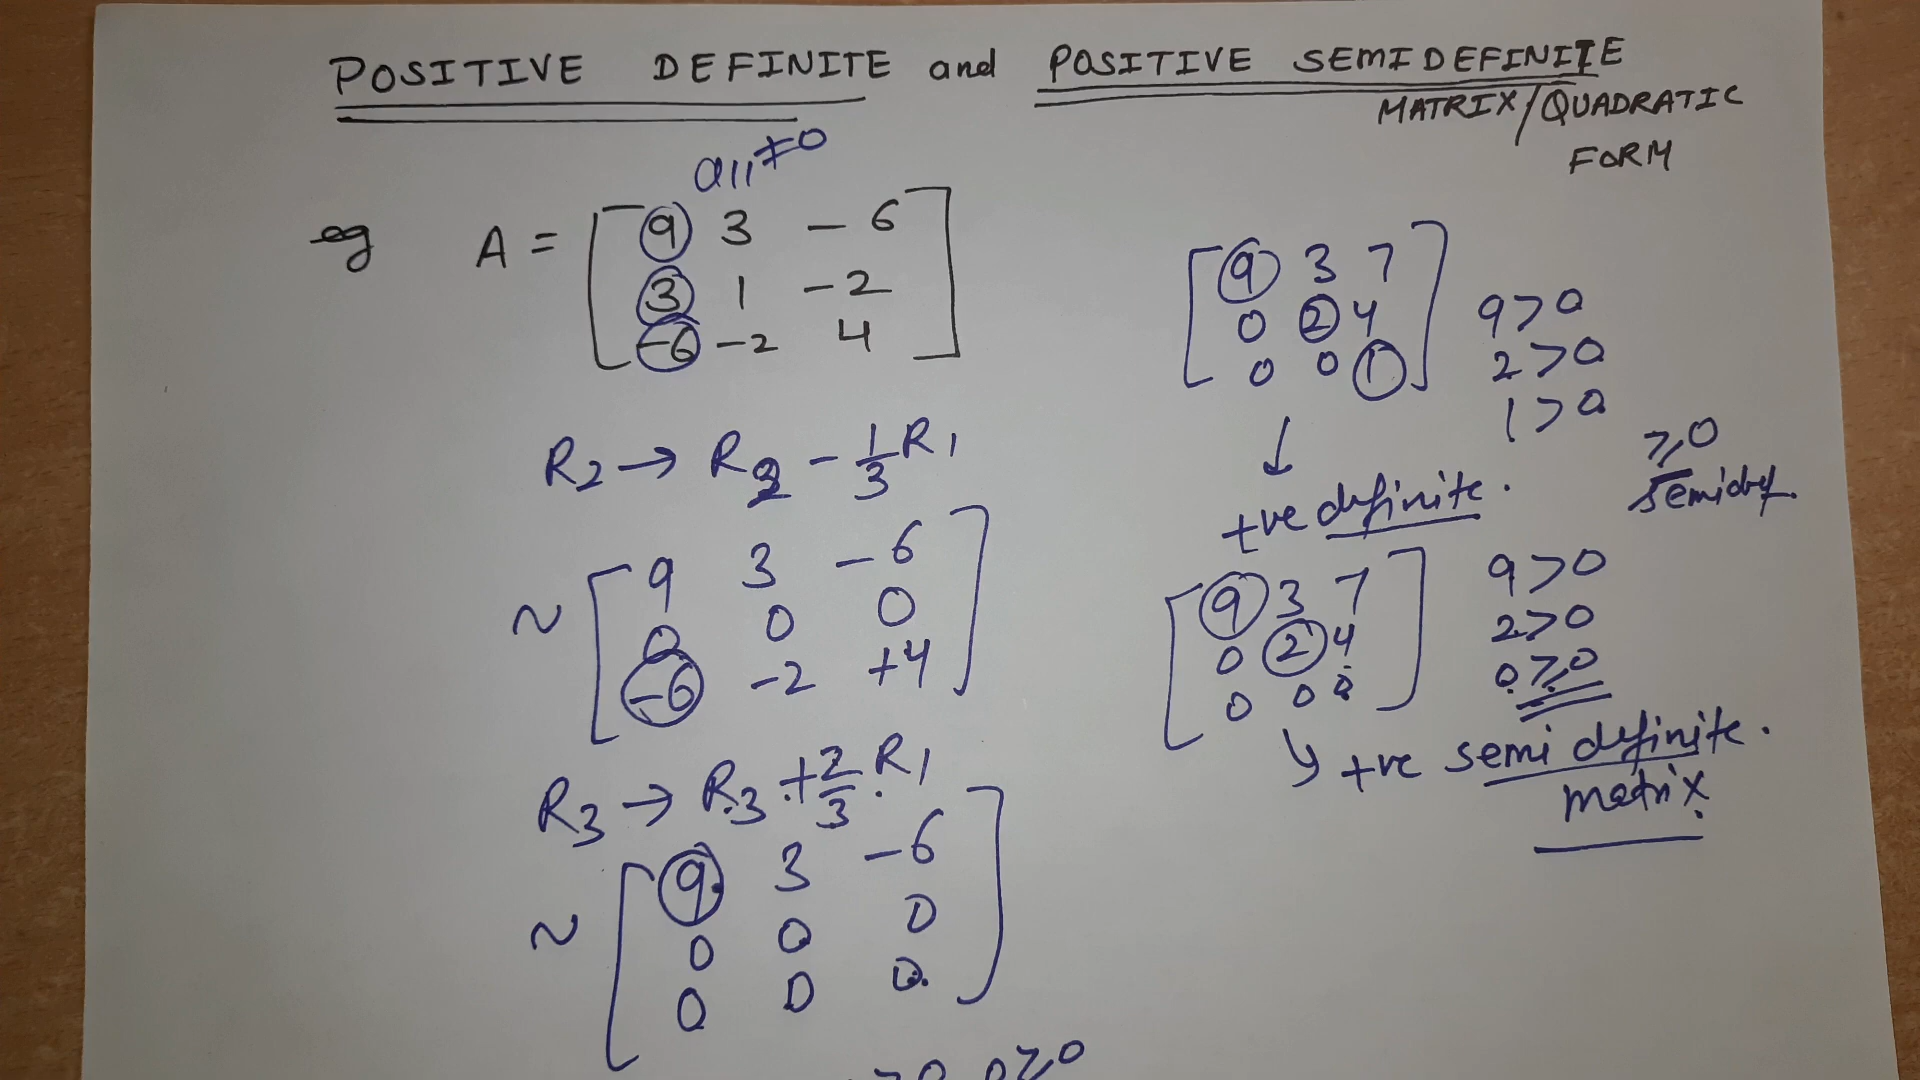 POSITIVE DEFINITE and POSITIVE SEMIDEFINITE
MATRIX/QUADRATIC
FORM
a11≠0
eg A = [ 9 3 -6
3 1 -2
-6 -2 4 ]
R2 → R2 - 1/3 R1
~ [ 9 3 -6
0 0 0
-6 -2 +4 ]
R3 → R3 + 2/3 R1
~ [ 9 3 -6
0 0 0
0 0 0 ]
0≥0
[ 9 3 7
0 2 4
0 0 1 ]
9>0
2>0
1>0
↓
+ve definite.
≥0
semidef.
[ 9 3 7
0 2 4
0 0 0 ]
9>0
2>0
0≥0
↳ +ve semi definite.
matrix.